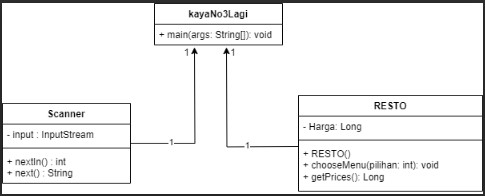 kayaNo3Lagi
+ main(args: String[]): void
1
1
Scanner
- input : InputStream
+ nextIn() : int
+ next() : String
1
1
RESTO
- Harga: Long
+ RESTO()
+ chooseMenu(pilihan: int): void
+ getPrices(): Long